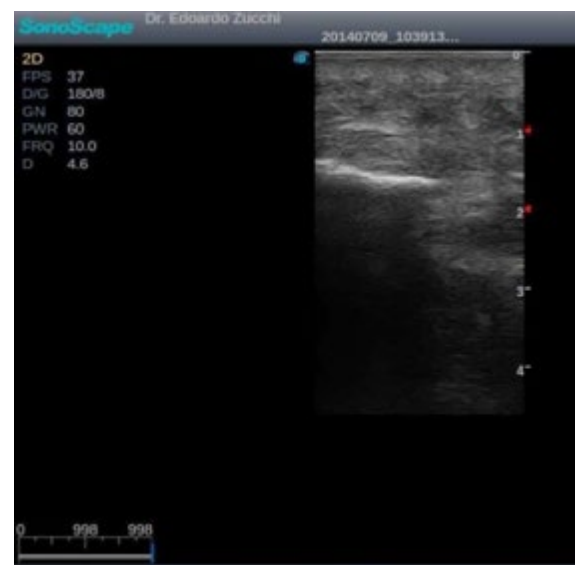 SonoScape Dr. Edoardo Zucchi
20140709_103913...
2D
FPS 37
D/G 180/8
GN 80
PWR 60
FRQ 10.0
D 4.6
0
1
2
3
4
0 998 998